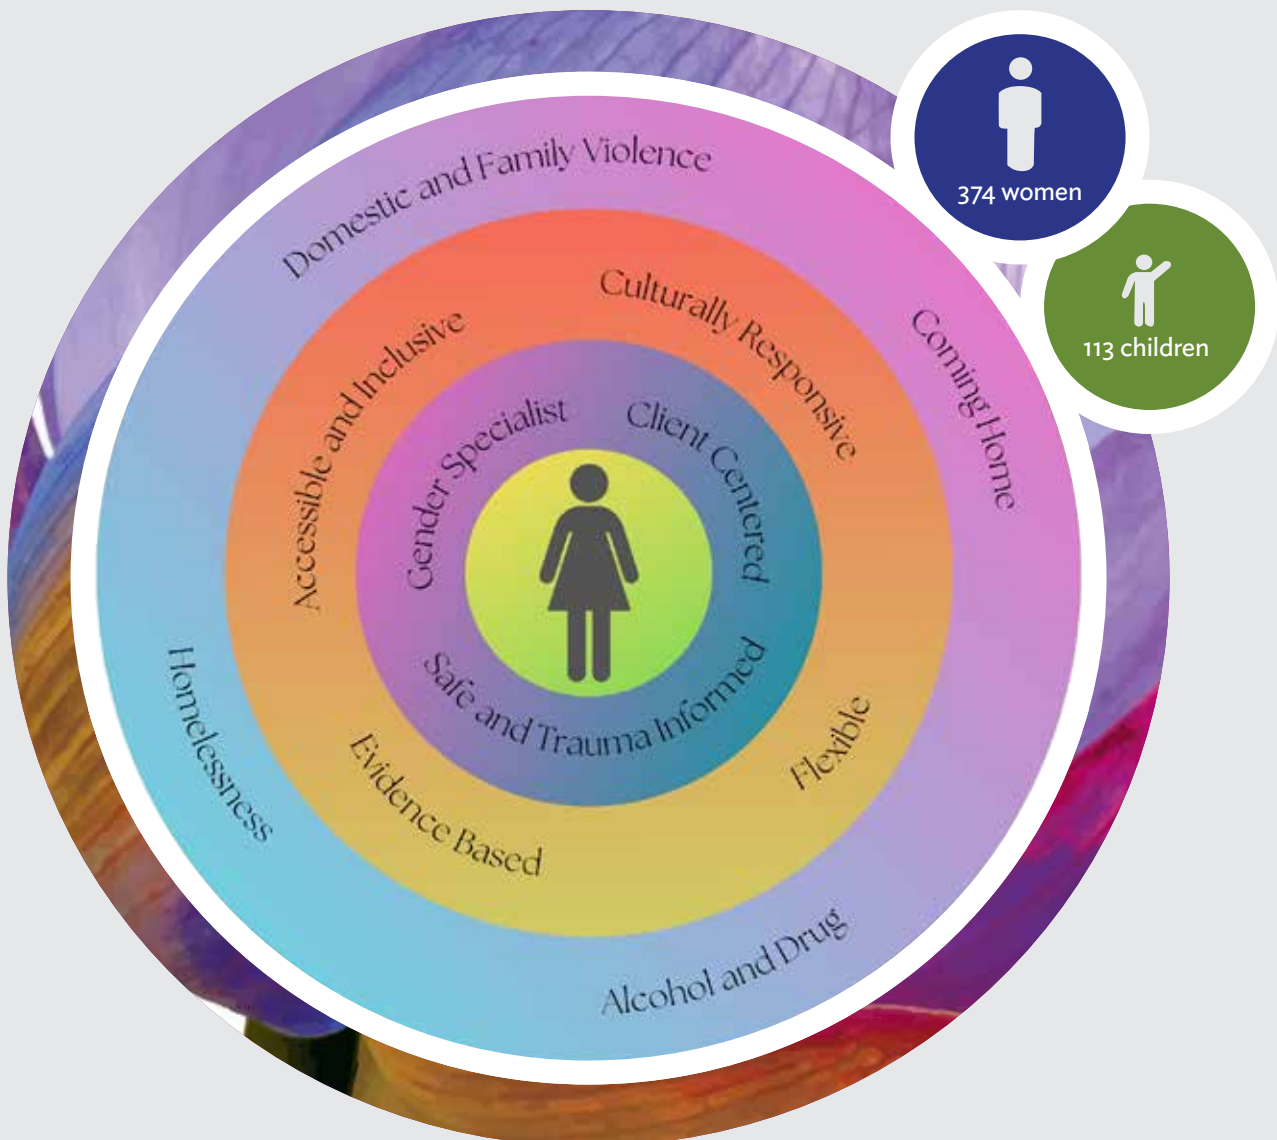 374 women
113 children
Domestic and Family Violence
Coming Home
Alcohol and Drug
Homelessness
Accessible and Inclusive
Culturally Responsive
Flexible
Evidence Based
Gender Specialist
Client Centered
Safe and Trauma Informed